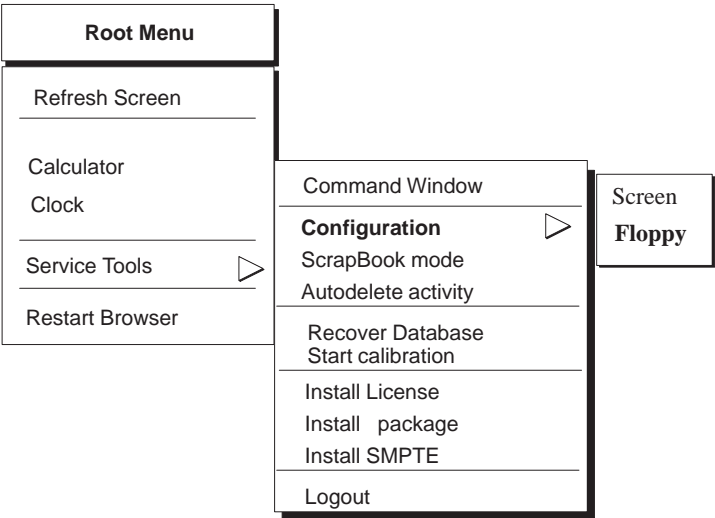 Root Menu
Refresh Screen
Calculator
Clock
Service Tools
Restart Browser
Command Window
Configuration
ScrapBook mode
Autodelete activity
Recover Database
Start calibration
Install License
Install package
Install SMPTE
Logout
Screen
Floppy